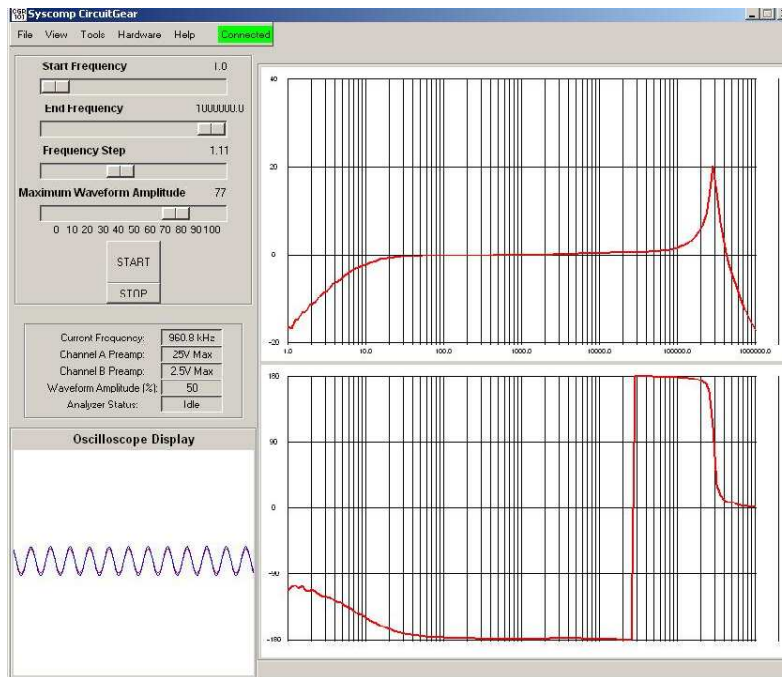 CGR
101
Syscomp CircuitGear
File View Tools Hardware Help Connected
Start Frequency 1.0
End Frequency 1000000.0
Frequency Step 1.11
Maximum Waveform Amplitude 77
0 10 20 30 40 50 60 70 80 90 100
START
STOP
Current Frequency: 960.8 kHz
Channel A Preamp: 25V Max
Channel B Preamp: 2.5V Max
Waveform Amplitude (%): 50
Analyzer Status: Idle
Oscilloscope Display
40
20
0
-20
1.0 10.0 100.0 1000.0 10000.0 100000.0 1000000.0
180
90
0
-90
-180